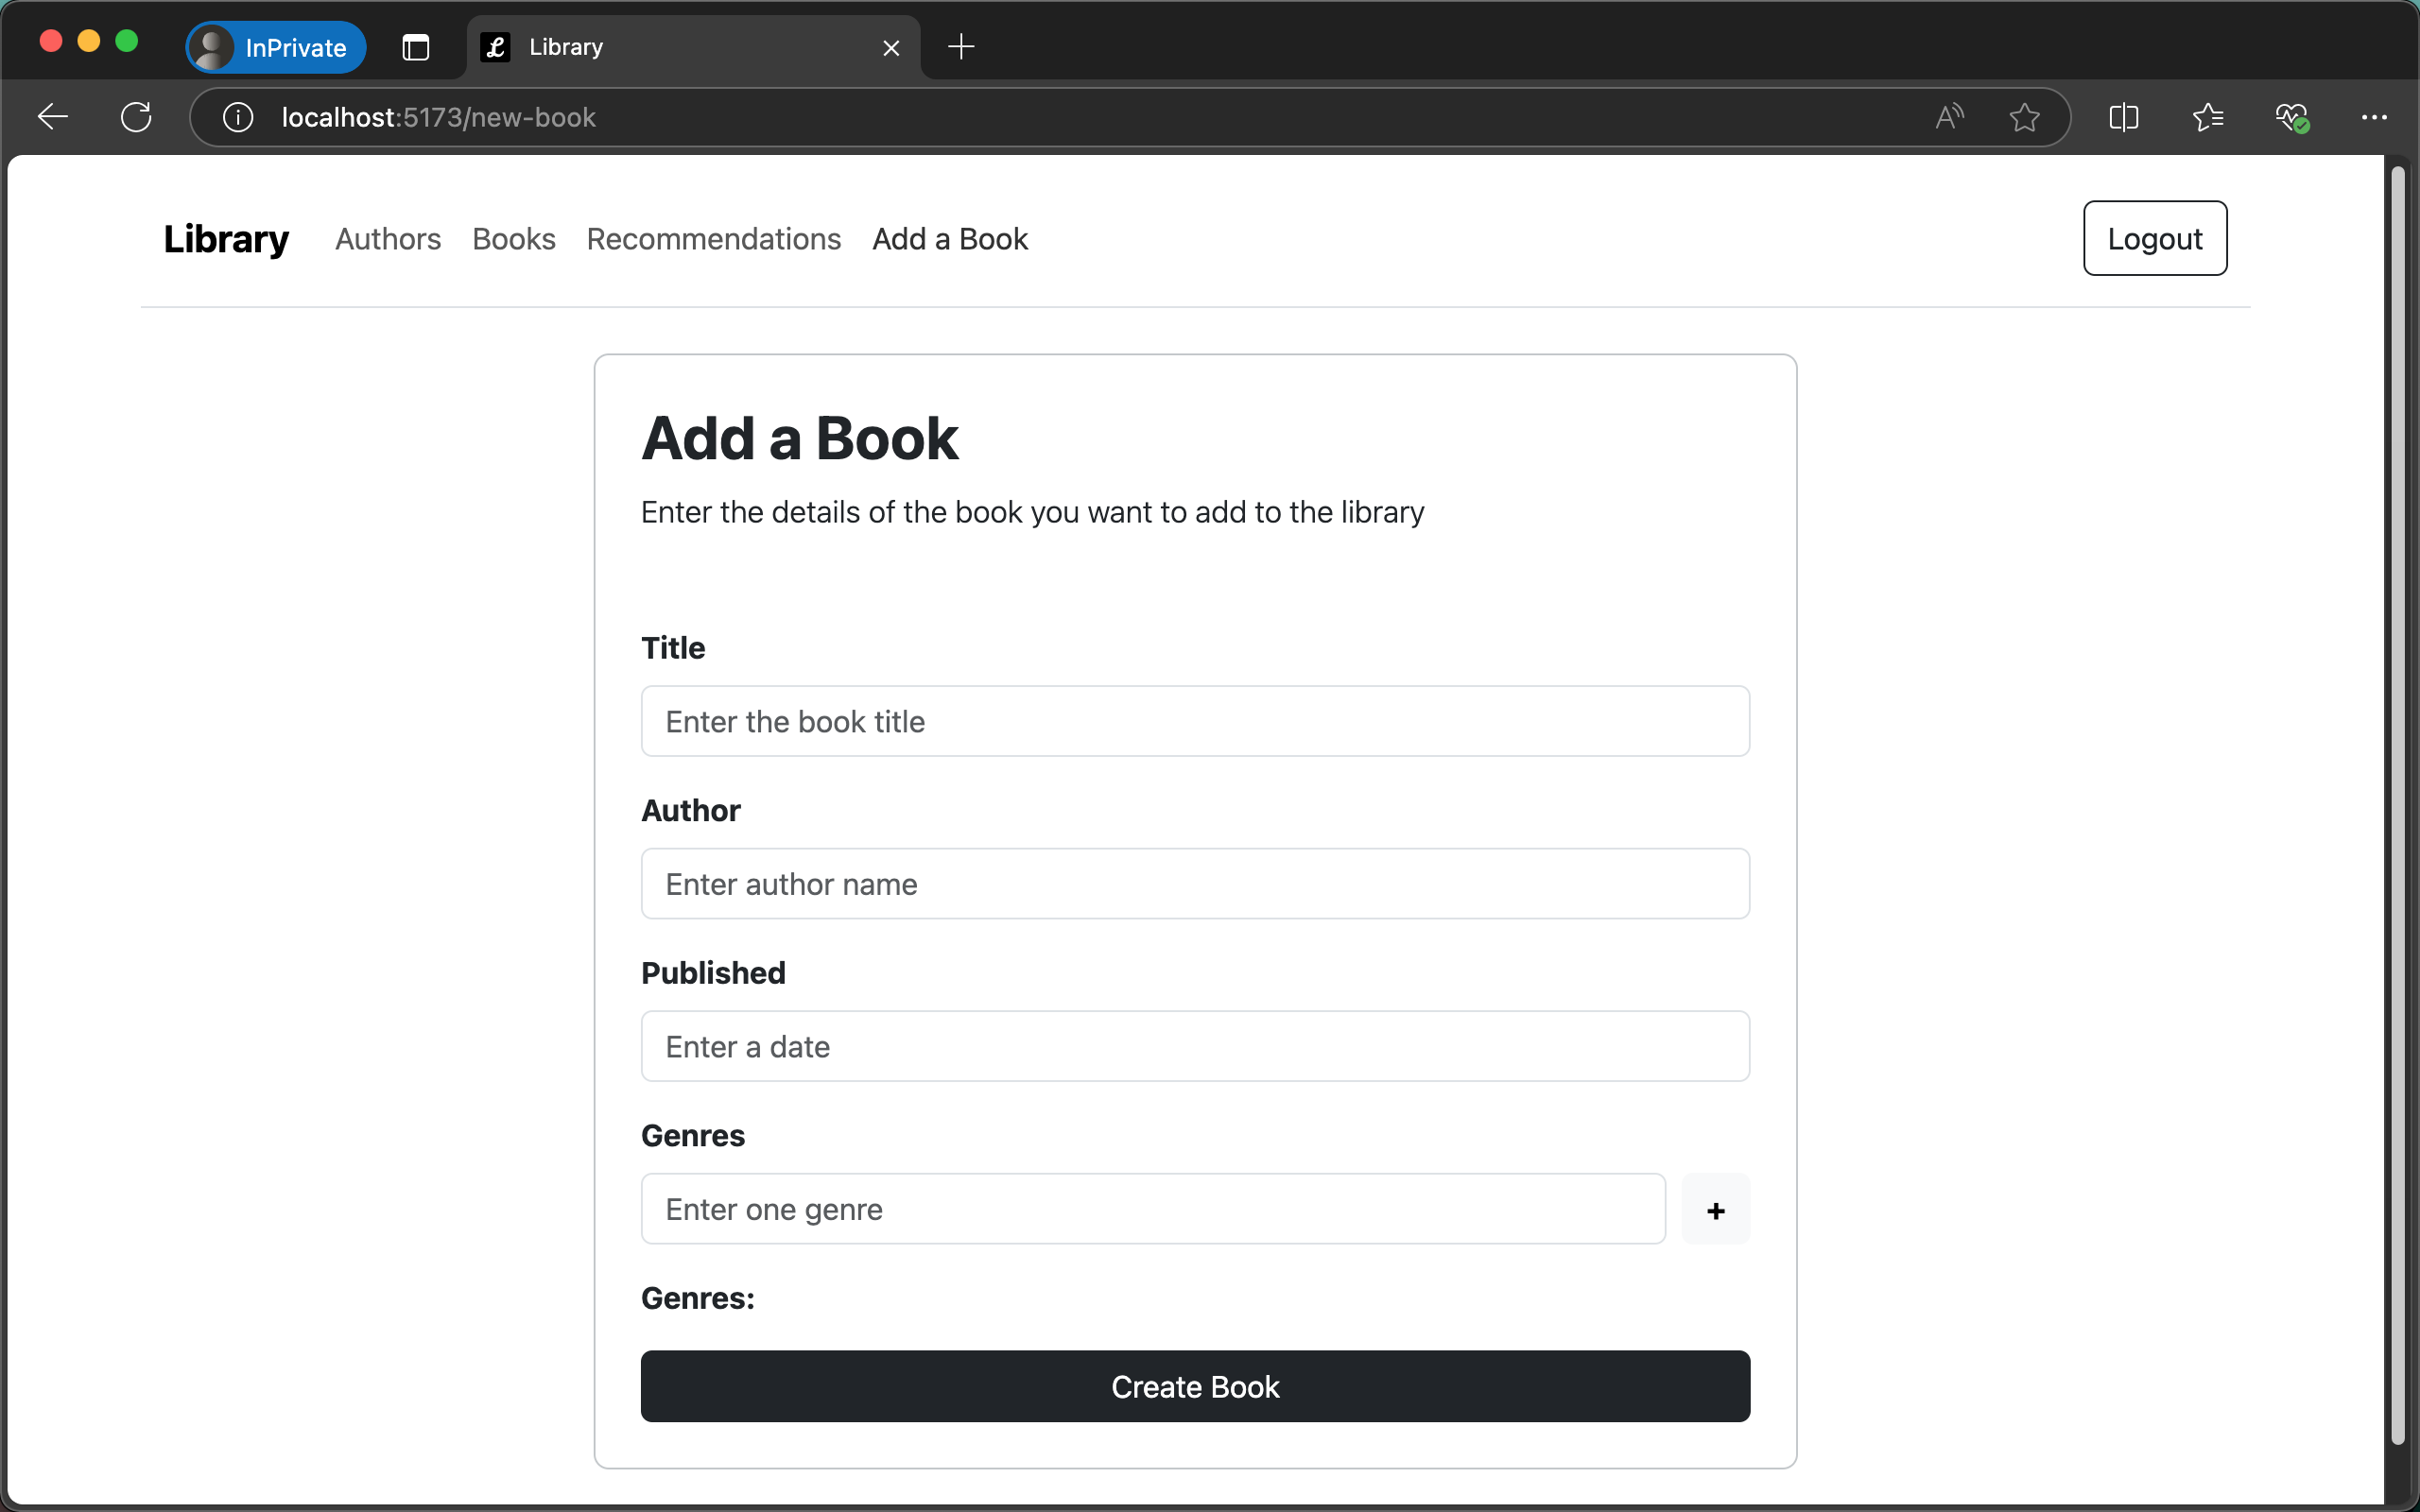 InPrivate
Library
localhost:5173/new-book
Library Authors Books Recommendations Add a Book Logout
Add a Book
Enter the details of the book you want to add to the library
Title
Enter the book title
Author
Enter author name
Published
Enter a date
Genres
Enter one genre
+
Genres:
Create Book